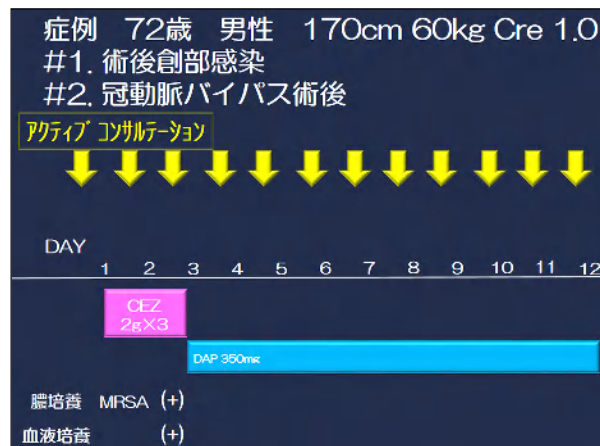 症例　72歳　男性　170cm 60kg Cre 1.0
#1. 術後創部感染
#2. 冠動脈バイパス術後
アクティブ コンサルテーション
DAY
1 2 3 4 5 6 7 8 9 10 11 12
CEZ
2g×3
DAP 350mg
膿培養 MRSA (+)
血液培養 (+)